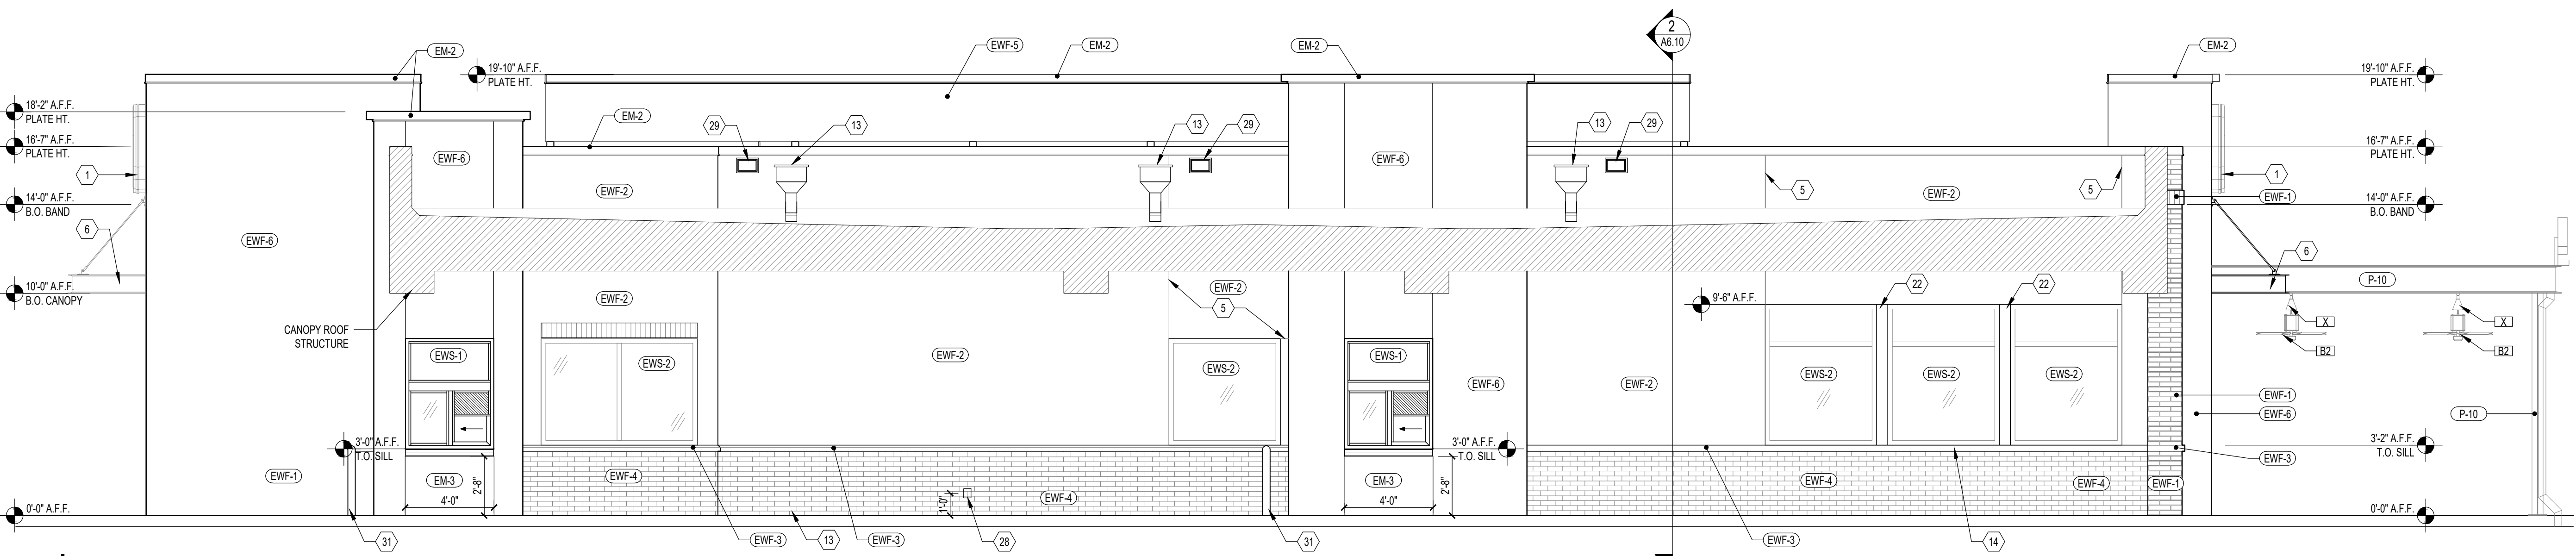 2
A6.10
EM-2
EWF-5
EM-2
EM-2
EM-2
19'-10" A.F.F.
PLATE HT.
19'-10" A.F.F.
PLATE HT.
18'-2" A.F.F.
PLATE HT.
EM-2
29
13
13
29
13
29
16'-7" A.F.F.
PLATE HT.
EWF-6
EWF-6
16'-7" A.F.F.
PLATE HT.
1
EWF-2
5
EWF-2
5
1
14'-0" A.F.F.
B.O. BAND
EWF-1
14'-0" A.F.F.
B.O. BAND
6
EWF-6
6
10'-0" A.F.F.
B.O. CANOPY
EWF-2
EWF-2
22
22
P-10
9'-6" A.F.F.
5
CANOPY ROOF
STRUCTURE
X
X
B2
B2
EWS-1
EWS-2
EWF-2
EWS-2
EWS-1
EWF-6
EWF-2
EWS-2
EWS-2
EWS-2
EWF-1
EWF-6
P-10
3'-0" A.F.F.
T.O. SILL
3'-0" A.F.F.
T.O. SILL
3'-2" A.F.F.
T.O. SILL
EWF-3
EWF-1
EM-3
2'-8"
4'-0"
EWF-4
1'-0"
EWF-4
EM-3
2'-8"
4'-0"
EWF-4
EWF-4
EWF-1
0'-0" A.F.F.
0'-0" A.F.F.
31
EWF-3
13
EWF-3
28
31
EWF-3
14